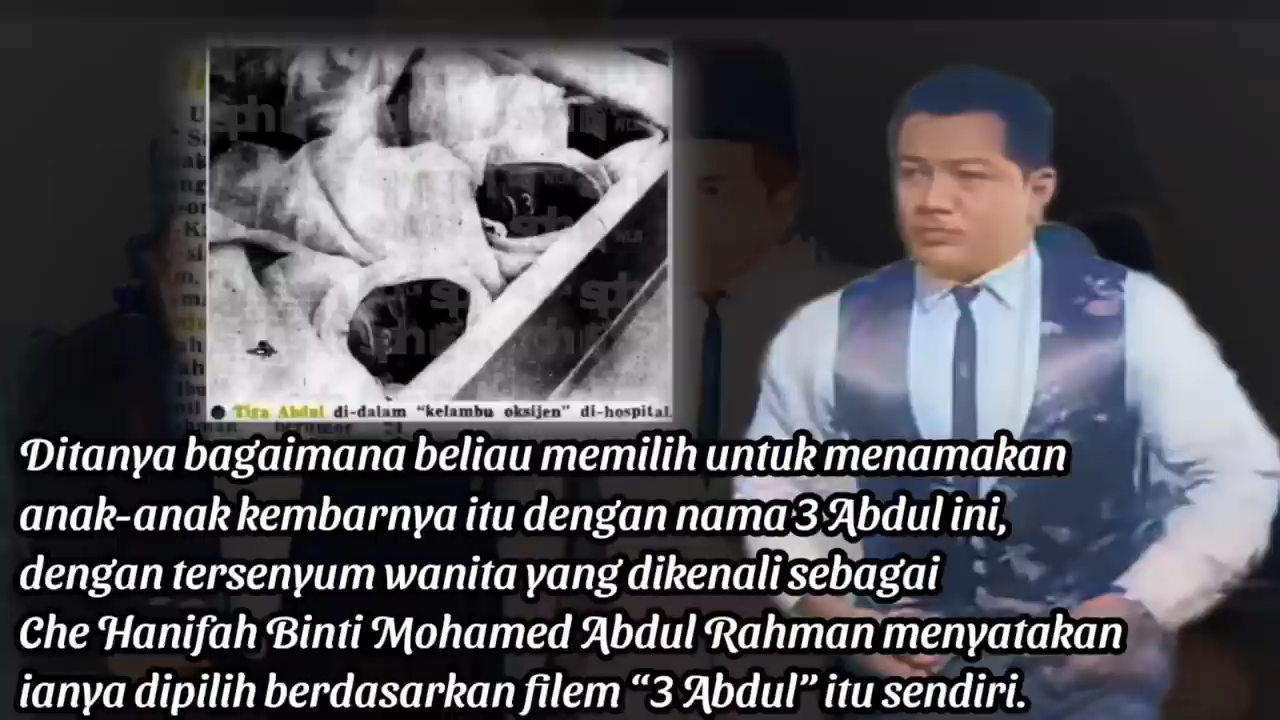 Tiga Abdul di-dalam "kelambu oksijen" di-hospital.
Ditanya bagaimana beliau memilih untuk menamakan
anak-anak kembarnya itu dengan nama 3 Abdul ini,
dengan tersenyum wanita yang dikenali sebagai
Che Hanifah Binti Mohamed Abdul Rahman menyatakan
ianya dipilih berdasarkan filem “3 Abdul” itu sendiri.